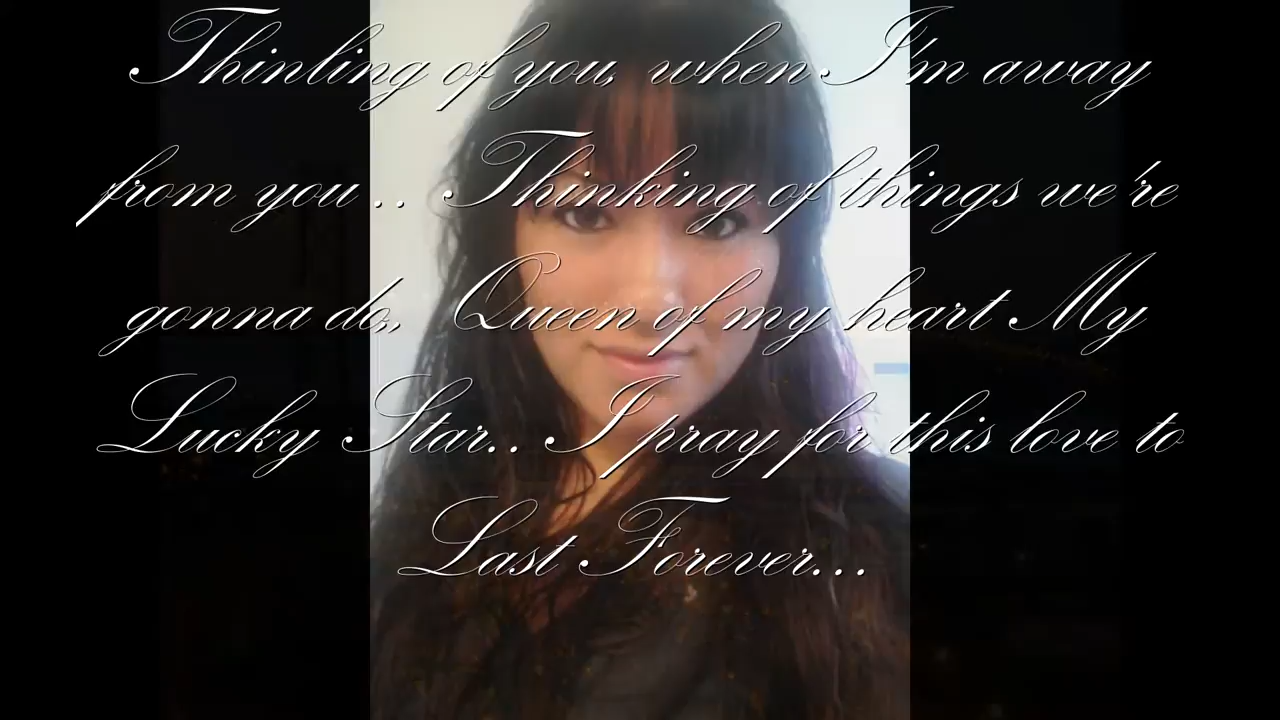 Thinling of you, when I'm away
from you .. Thinking of things we're
gonna do,, Queen of my heart My
Lucky Star.. I pray for this love to
Last Forever...